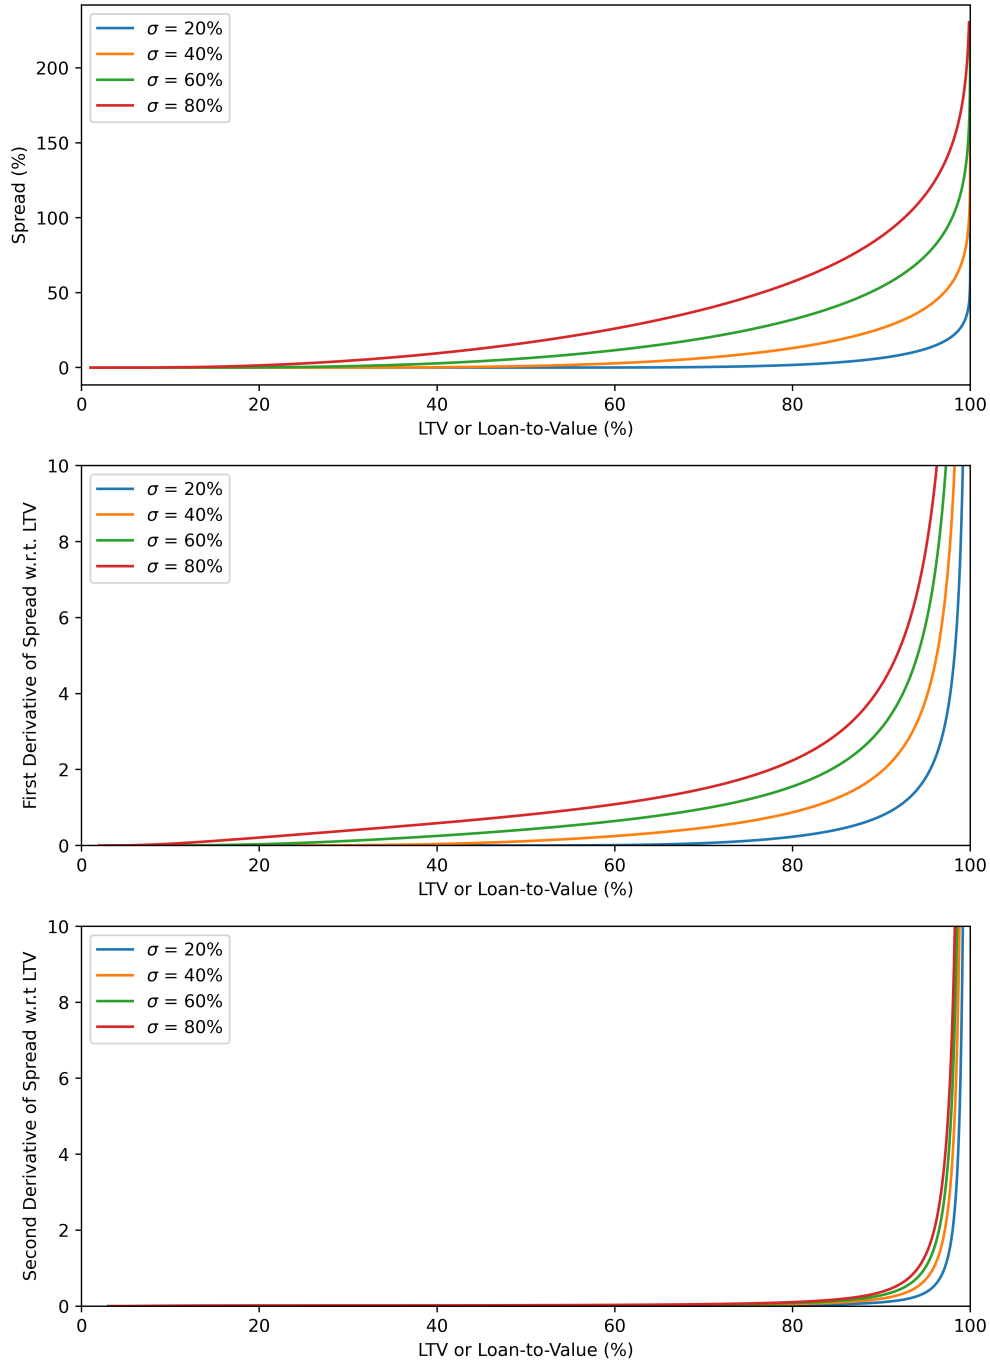 σ = 20%
σ = 40%
σ = 60%
σ = 80%
Spread (%)
200
150
100
50
0
0 20 40 60 80 100
LTV or Loan-to-Value (%)
σ = 20%
σ = 40%
σ = 60%
σ = 80%
First Derivative of Spread w.r.t. LTV
10
8
6
4
2
0
0 20 40 60 80 100
LTV or Loan-to-Value (%)
σ = 20%
σ = 40%
σ = 60%
σ = 80%
Second Derivative of Spread w.r.t LTV
10
8
6
4
2
0
0 20 40 60 80 100
LTV or Loan-to-Value (%)